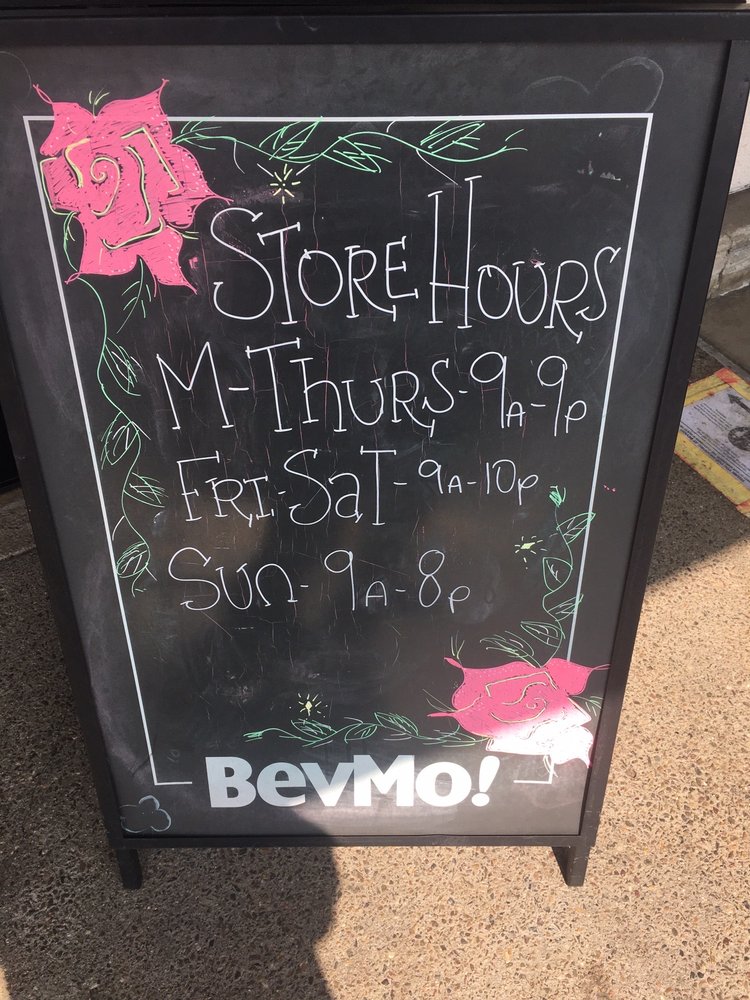 Store Hours
M-Thurs-9A-9P
Fri-Sat-9A-10P
Sun-9A-8P
BevMo!